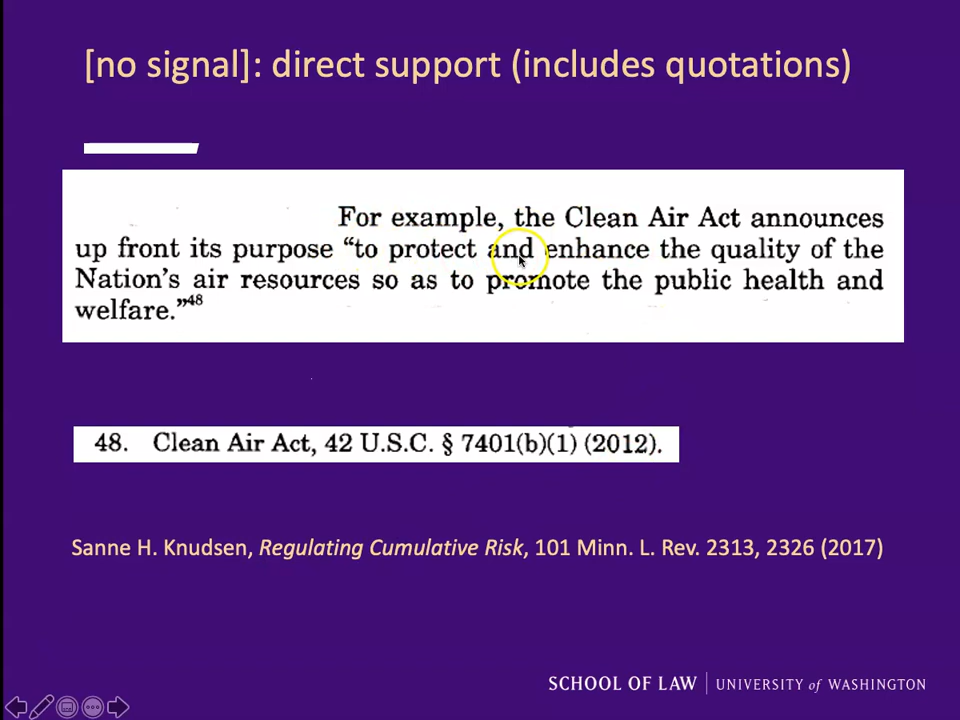 [no signal]: direct support (includes quotations)
For example, the Clean Air Act announces
up front its purpose “to protect and enhance the quality of the
Nation’s air resources so as to promote the public health and
welfare.”48
48. Clean Air Act, 42 U.S.C. § 7401(b)(1) (2012).
Sanne H. Knudsen, Regulating Cumulative Risk, 101 Minn. L. Rev. 2313, 2326 (2017)
SCHOOL OF LAW | UNIVERSITY of WASHINGTON